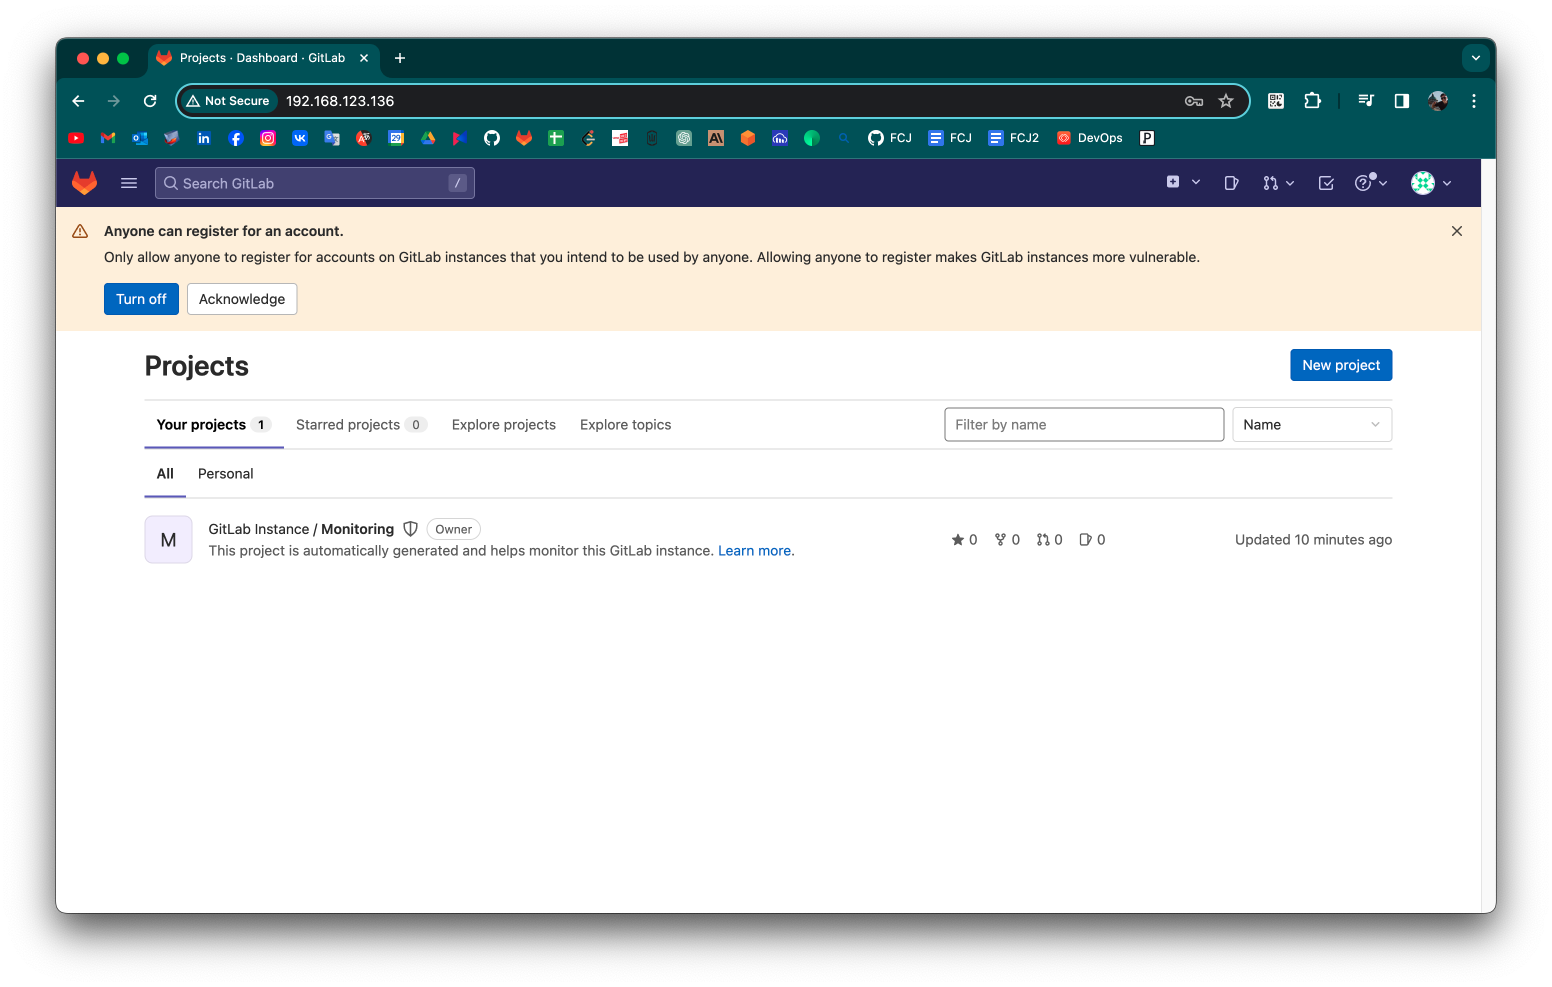 Projects · Dashboard · GitLab
Not Secure 192.168.123.136
FCJ FCJ FCJ2 DevOps
Search GitLab /
Anyone can register for an account.
Only allow anyone to register for accounts on GitLab instances that you intend to be used by anyone. Allowing anyone to register makes GitLab instances more vulnerable.
Turn off Acknowledge
Projects New project
Your projects 1 Starred projects 0 Explore projects Explore topics Filter by name Name
All Personal
M GitLab Instance / Monitoring Owner
This project is automatically generated and helps monitor this GitLab instance. Learn more.
0 0 0 0 Updated 10 minutes ago